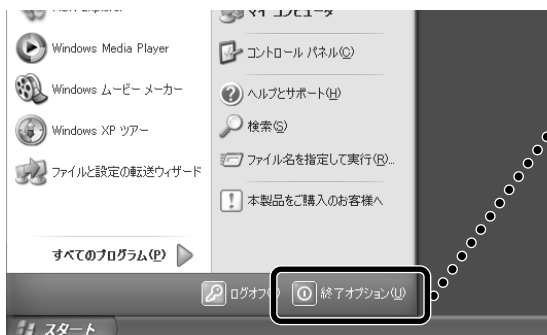 MSN Explorer
Windows Media Player
Windows ムービー メーカー
Windows XP ツアー
ファイルと設定の転送ウィザード
すべてのプログラム(P)
マイ コンピュータ
コントロール パネル(C)
ヘルプとサポート(H)
検索(S)
ファイル名を指定して実行(R)...
本製品をご購入のお客様へ
ログオフ
終了オプション(U)
スタート